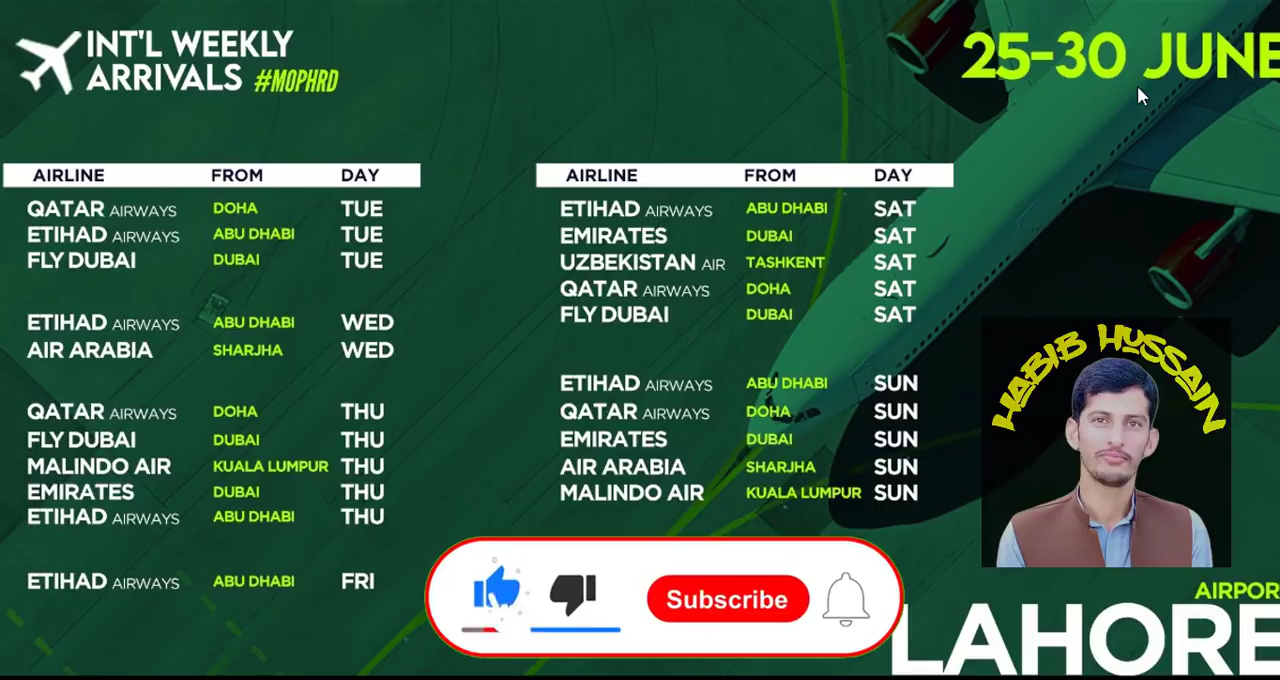 INT'L WEEKLY
ARRIVALS #MOPHRD
25-30 JUNE
AIRLINE FROM DAY
QATAR AIRWAYS DOHA TUE
ETIHAD AIRWAYS ABU DHABI TUE
FLY DUBAI DUBAI TUE
ETIHAD AIRWAYS ABU DHABI WED
AIR ARABIA SHARJHA WED
QATAR AIRWAYS DOHA THU
FLY DUBAI DUBAI THU
MALINDO AIR KUALA LUMPUR THU
EMIRATES DUBAI THU
ETIHAD AIRWAYS ABU DHABI THU
ETIHAD AIRWAYS ABU DHABI FRI
AIRLINE FROM DAY
ETIHAD AIRWAYS ABU DHABI SAT
EMIRATES DUBAI SAT
UZBEKISTAN AIR TASHKENT SAT
QATAR AIRWAYS DOHA SAT
FLY DUBAI DUBAI SAT
ETIHAD AIRWAYS ABU DHABI SUN
QATAR AIRWAYS DOHA SUN
EMIRATES DUBAI SUN
AIR ARABIA SHARJHA SUN
MALINDO AIR KUALA LUMPUR SUN
HABIB HUSSAIN
Subscribe
AIRPOR
LAHORE